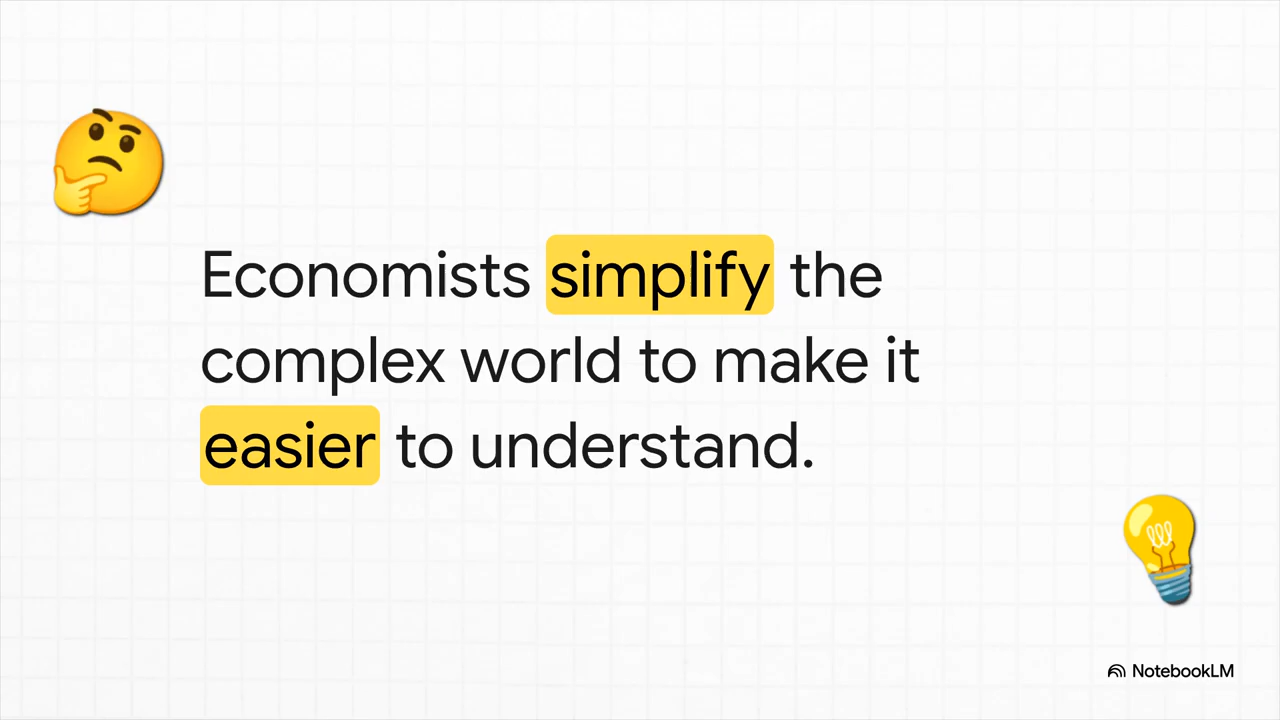 Economists simplify the
complex world to make it
easier to understand.
NotebookLM